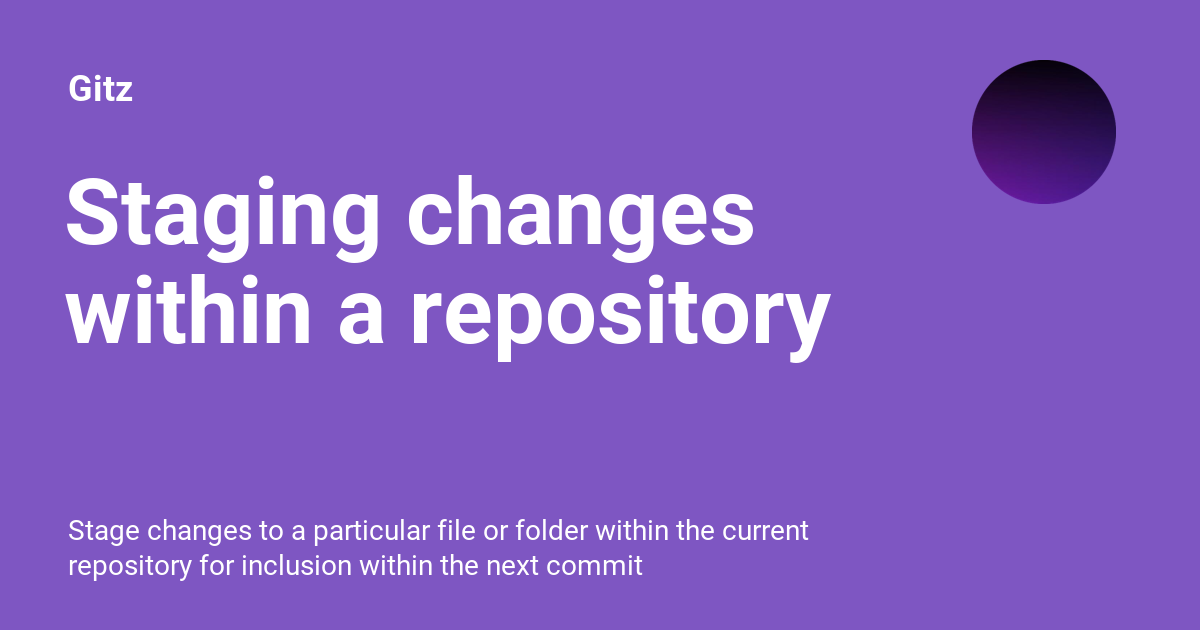 Gitz
Staging changes
within a repository
Stage changes to a particular file or folder within the current
repository for inclusion within the next commit